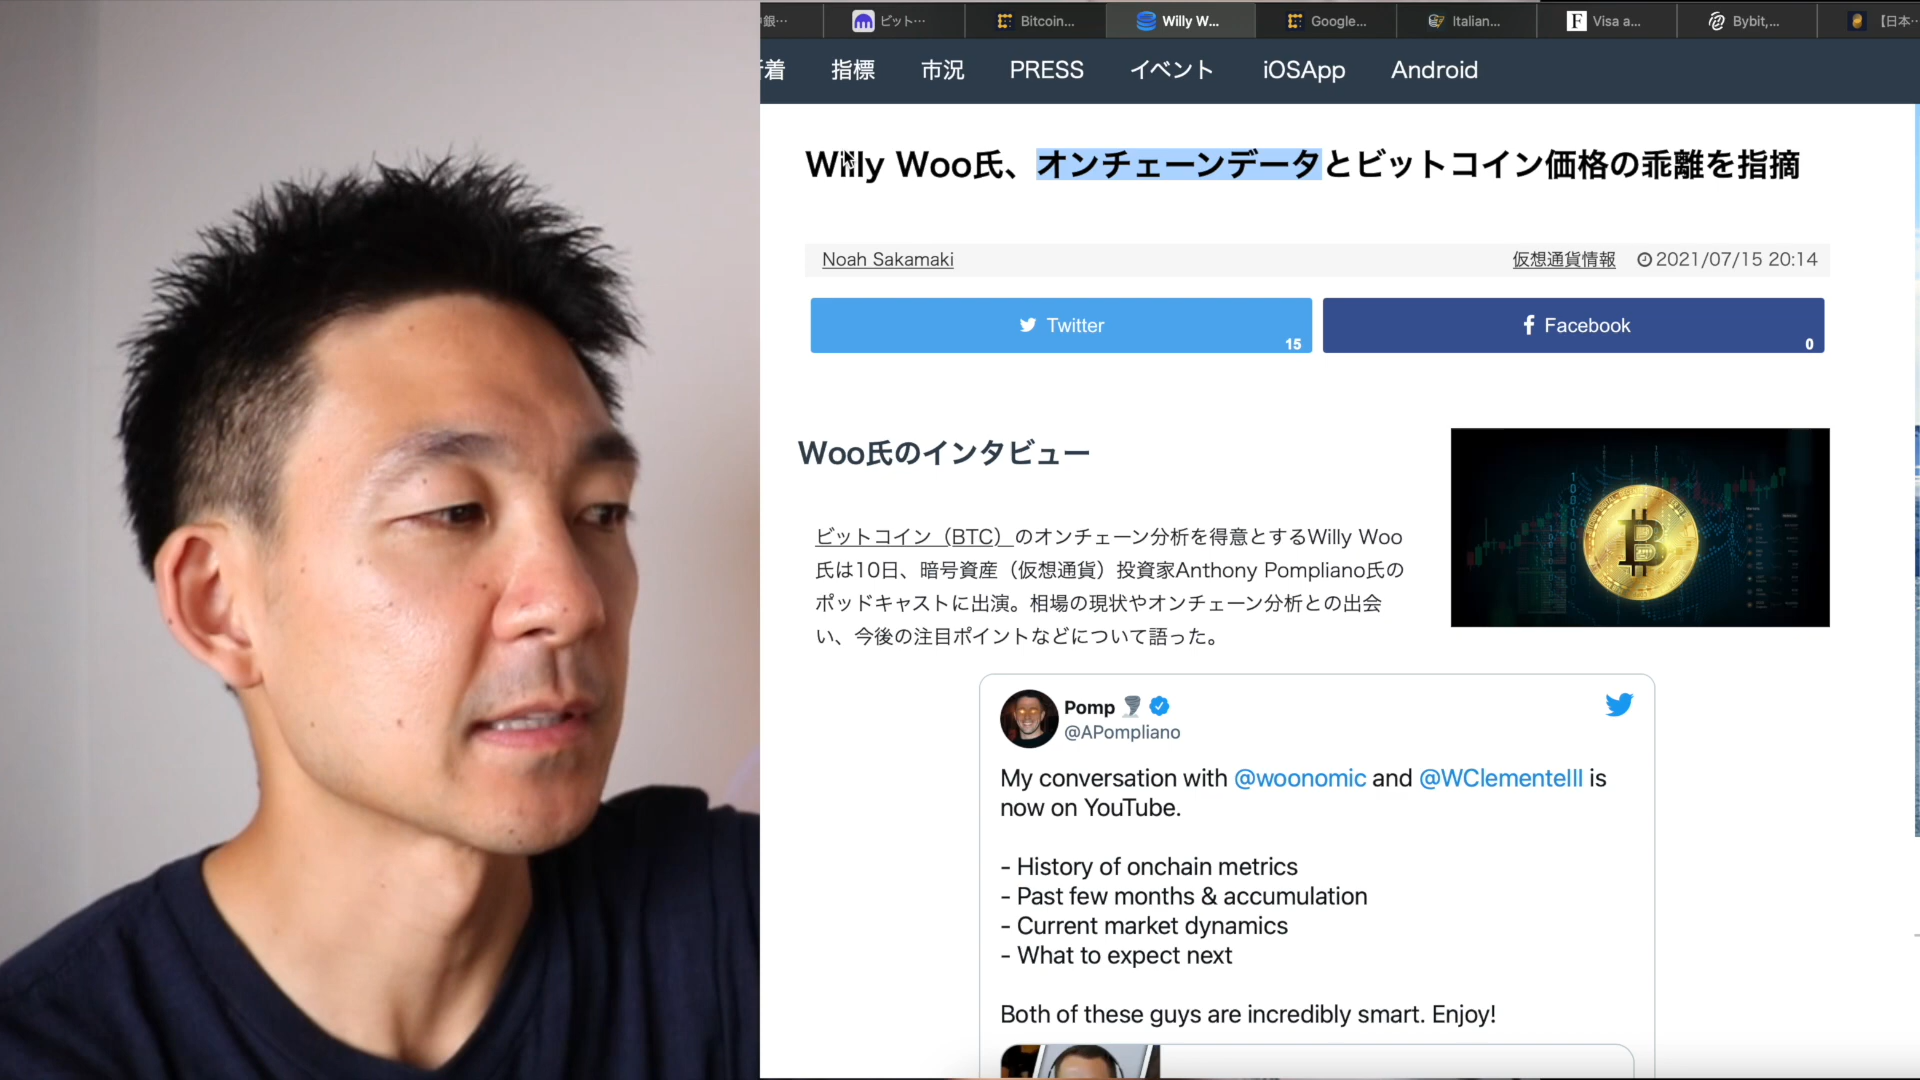 銀…
ビット…
Bitcoin...
Willy W...
Google...
Italian...
Visa a...
Bybit,...
【日本…
着
指標
市況
PRESS
イベント
iOSApp
Android
Willy Woo氏、オンチェーンデータとビットコイン価格の乖離を指摘
Noah Sakamaki
仮想通貨情報
2021/07/15 20:14
Twitter
15
Facebook
0
Woo氏のインタビュー
ビットコイン（BTC）のオンチェーン分析を得意とするWilly Woo
氏は10日、暗号資産（仮想通貨）投資家Anthony Pompliano氏の
ポッドキャストに出演。相場の現状やオンチェーン分析との出会
い、今後の注目ポイントなどについて語った。
Pomp
@APompliano
My conversation with @woonomic and @WClementeIII is
now on YouTube.
- History of onchain metrics
- Past few months & accumulation
- Current market dynamics
- What to expect next
Both of these guys are incredibly smart. Enjoy!